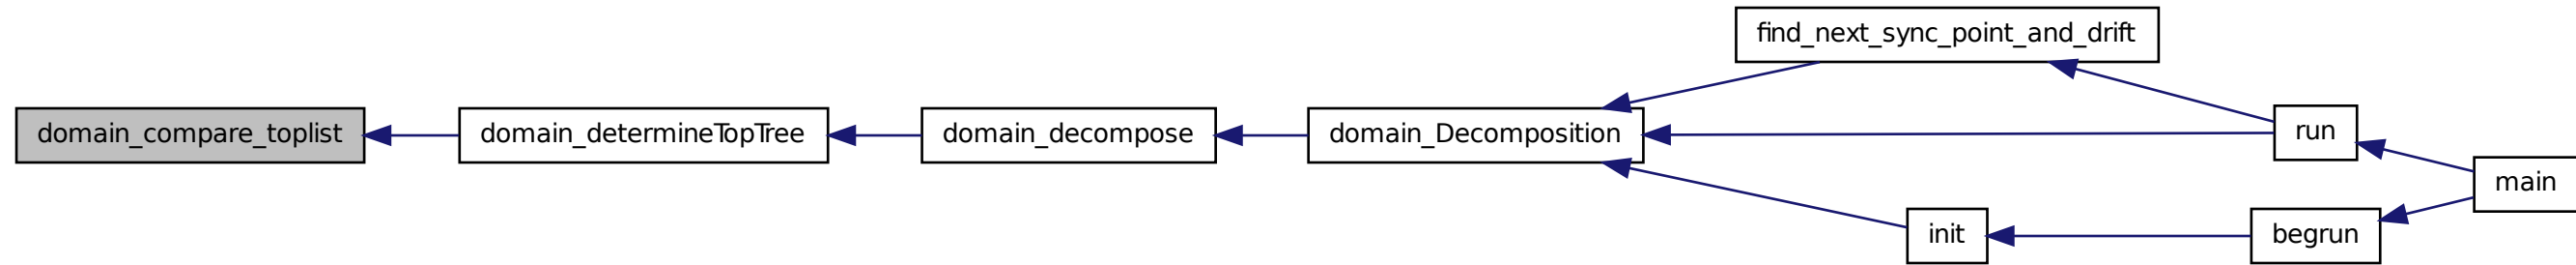 find_next_sync_point_and_drift
domain_compare_toplist
domain_determineTopTree
domain_decompose
domain_Decomposition
run
main
init
begrun